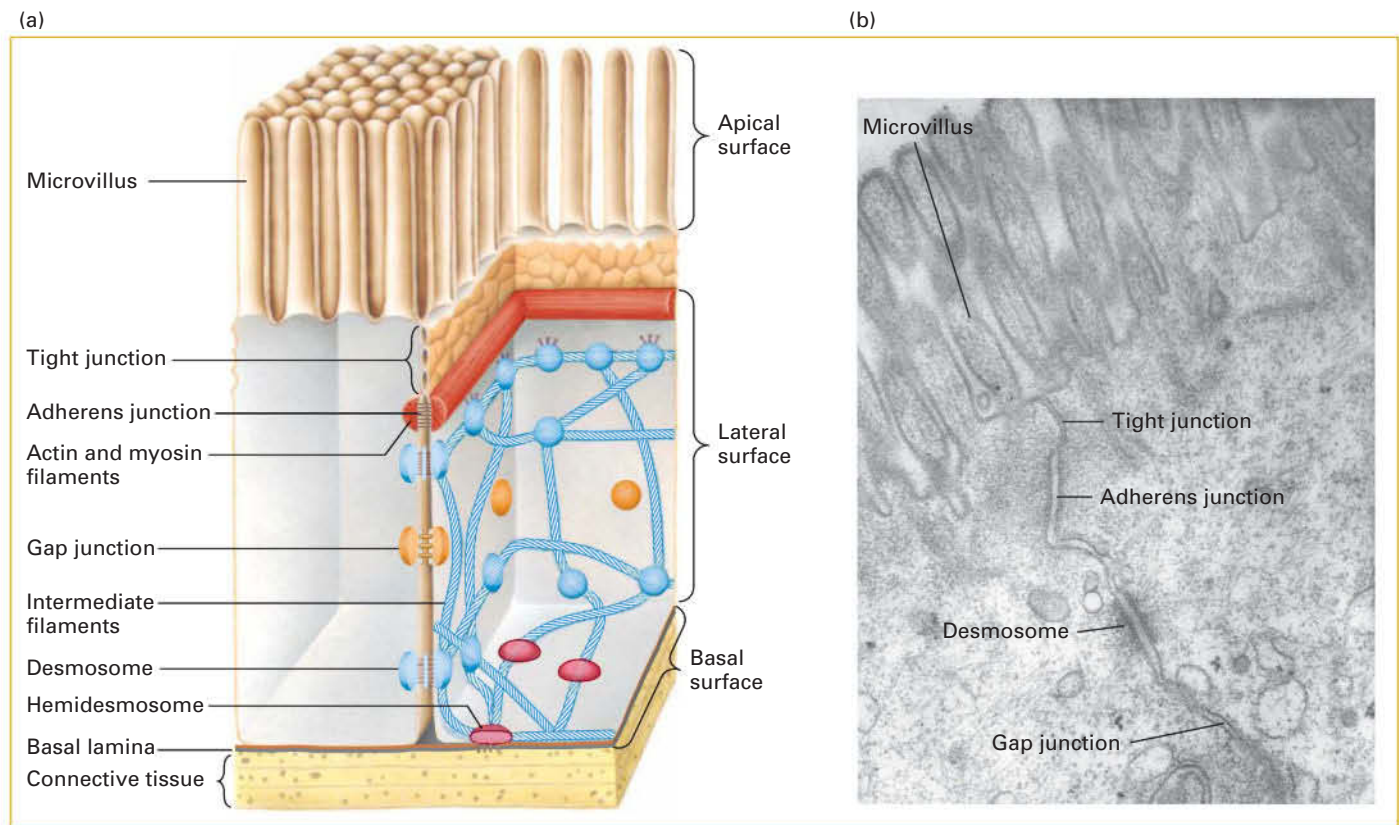 (a)
Microvillus
Tight junction
Adherens junction
Actin and myosin
filaments
Gap junction
Intermediate
filaments
Desmosome
Hemidesmosome
Basal lamina
Connective tissue
Apical
surface
Lateral
surface
Basal
surface
(b)
Microvillus
Tight junction
Adherens junction
Desmosome
Gap junction